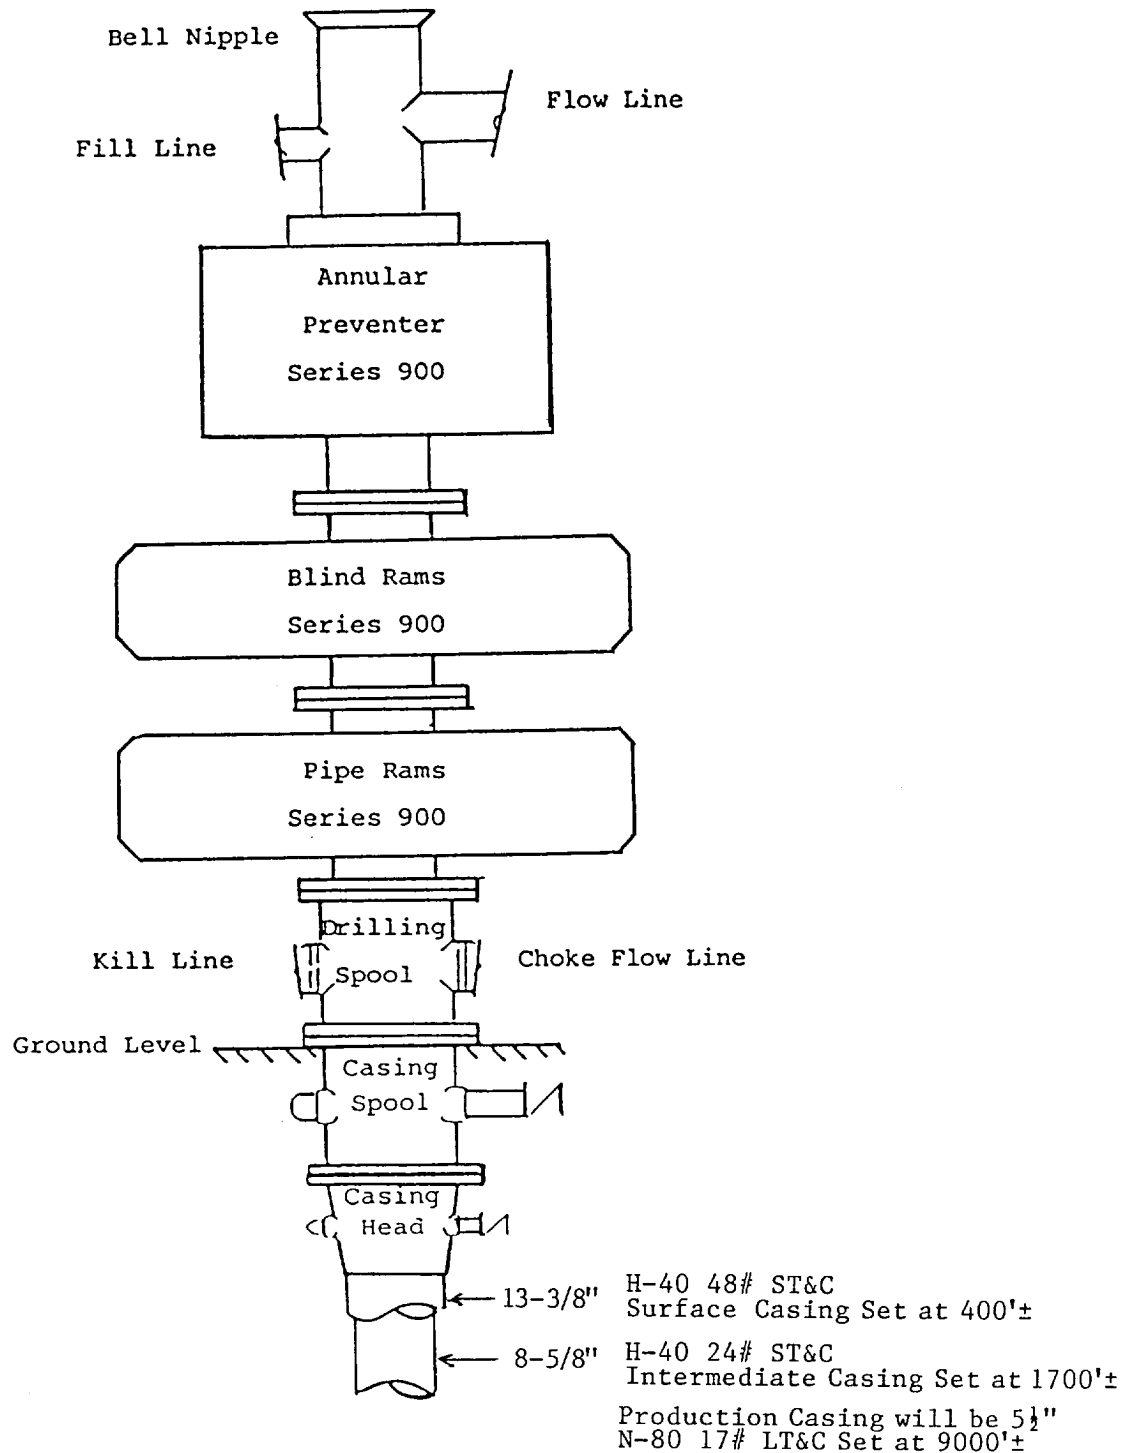 Bell Nipple
Flow Line
Fill Line
Annular
Preventer
Series 900
Blind Rams
Series 900
Pipe Rams
Series 900
Drilling
Spool
Kill Line
Choke Flow Line
Ground Level
Casing
Spool
Casing
Head
13-3/8" H-40 48# ST&C
Surface Casing Set at 400'±
8-5/8" H-40 24# ST&C
Intermediate Casing Set at 1700'±
Production Casing will be 5½"
N-80 17# LT&C Set at 9000'±